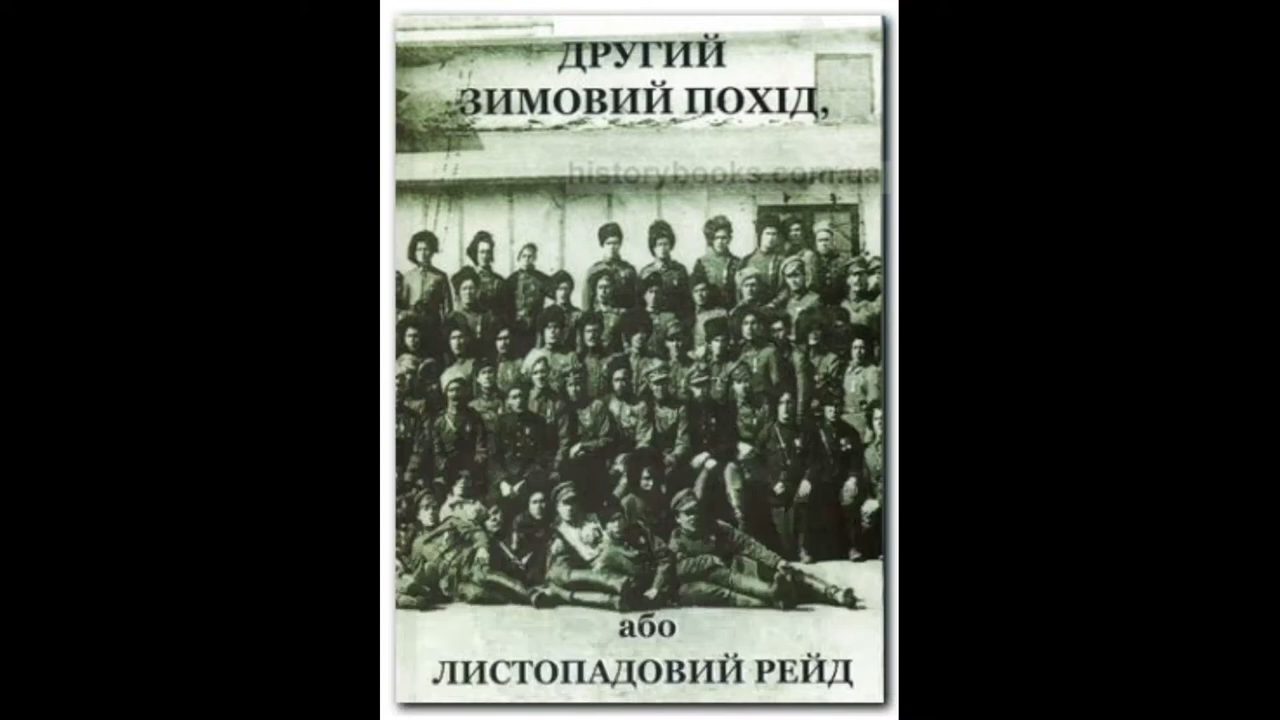 ДРУГИЙ
ЗИМОВИЙ ПОХІД,
historybooks.com.ua
або
ЛИСТОПАДОВИЙ РЕЙД